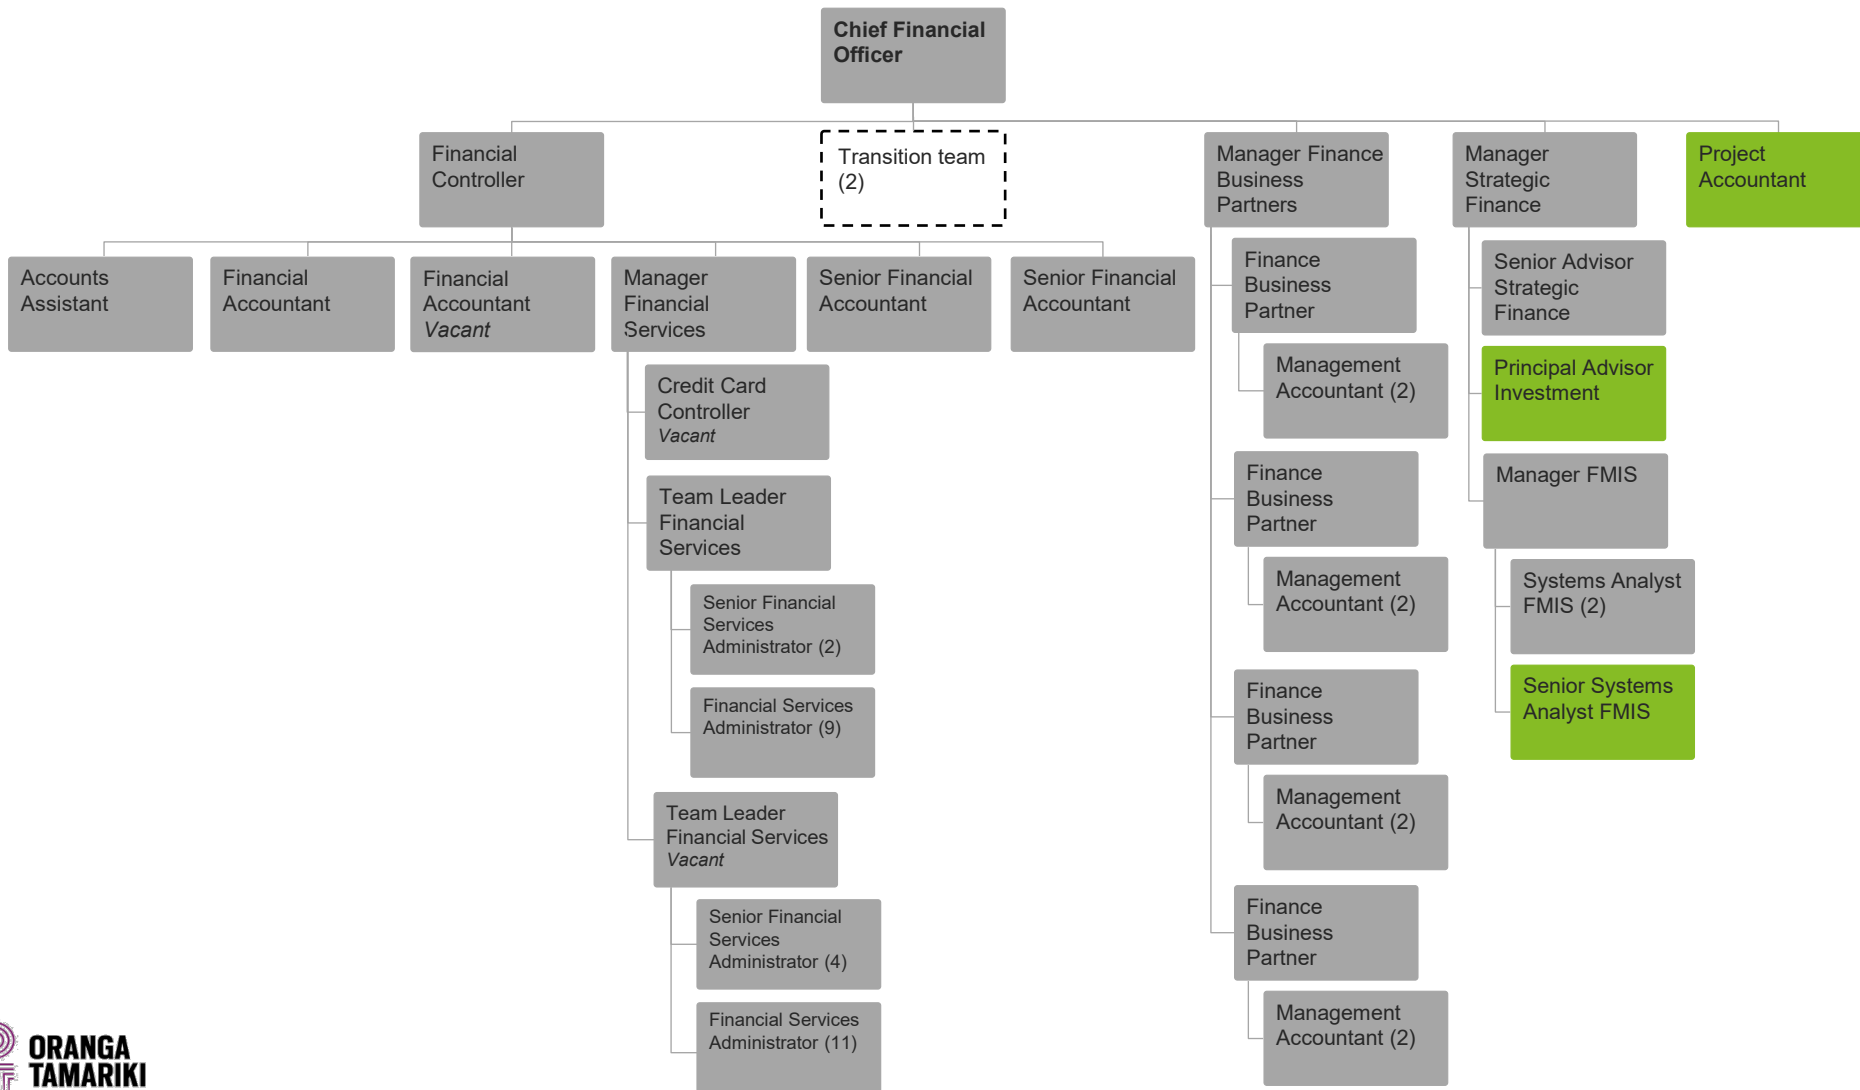 Chief Financial
Officer
Financial
Controller
Transition team
(2)
Manager Finance
Business
Partners
Manager
Strategic
Finance
Project
Accountant
Accounts
Assistant
Financial
Accountant
Financial
Accountant
Vacant
Manager
Financial
Services
Senior Financial
Accountant
Senior Financial
Accountant
Credit Card
Controller
Vacant
Team Leader
Financial
Services
Senior Financial
Services
Administrator (2)
Financial Services
Administrator (9)
Team Leader
Financial Services
Vacant
Senior Financial
Services
Administrator (4)
Financial Services
Administrator (11)
Finance
Business
Partner
Management
Accountant (2)
Finance
Business
Partner
Management
Accountant (2)
Finance
Business
Partner
Management
Accountant (2)
Finance
Business
Partner
Management
Accountant (2)
Senior Advisor
Strategic
Finance
Principal Advisor
Investment
Manager FMIS
Systems Analyst
FMIS (2)
Senior Systems
Analyst FMIS
ORANGA
TAMARIKI